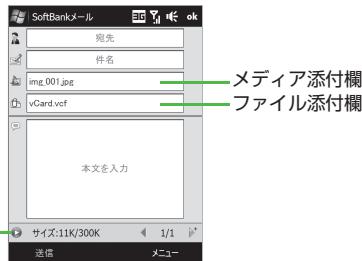 SoftBankメール 3G ok
宛先
件名
img_001.jpg
メディア添付欄
vCard.vcf
ファイル添付欄
本文を入力
サイズ:11K/300K 1/1
送信 メニュー